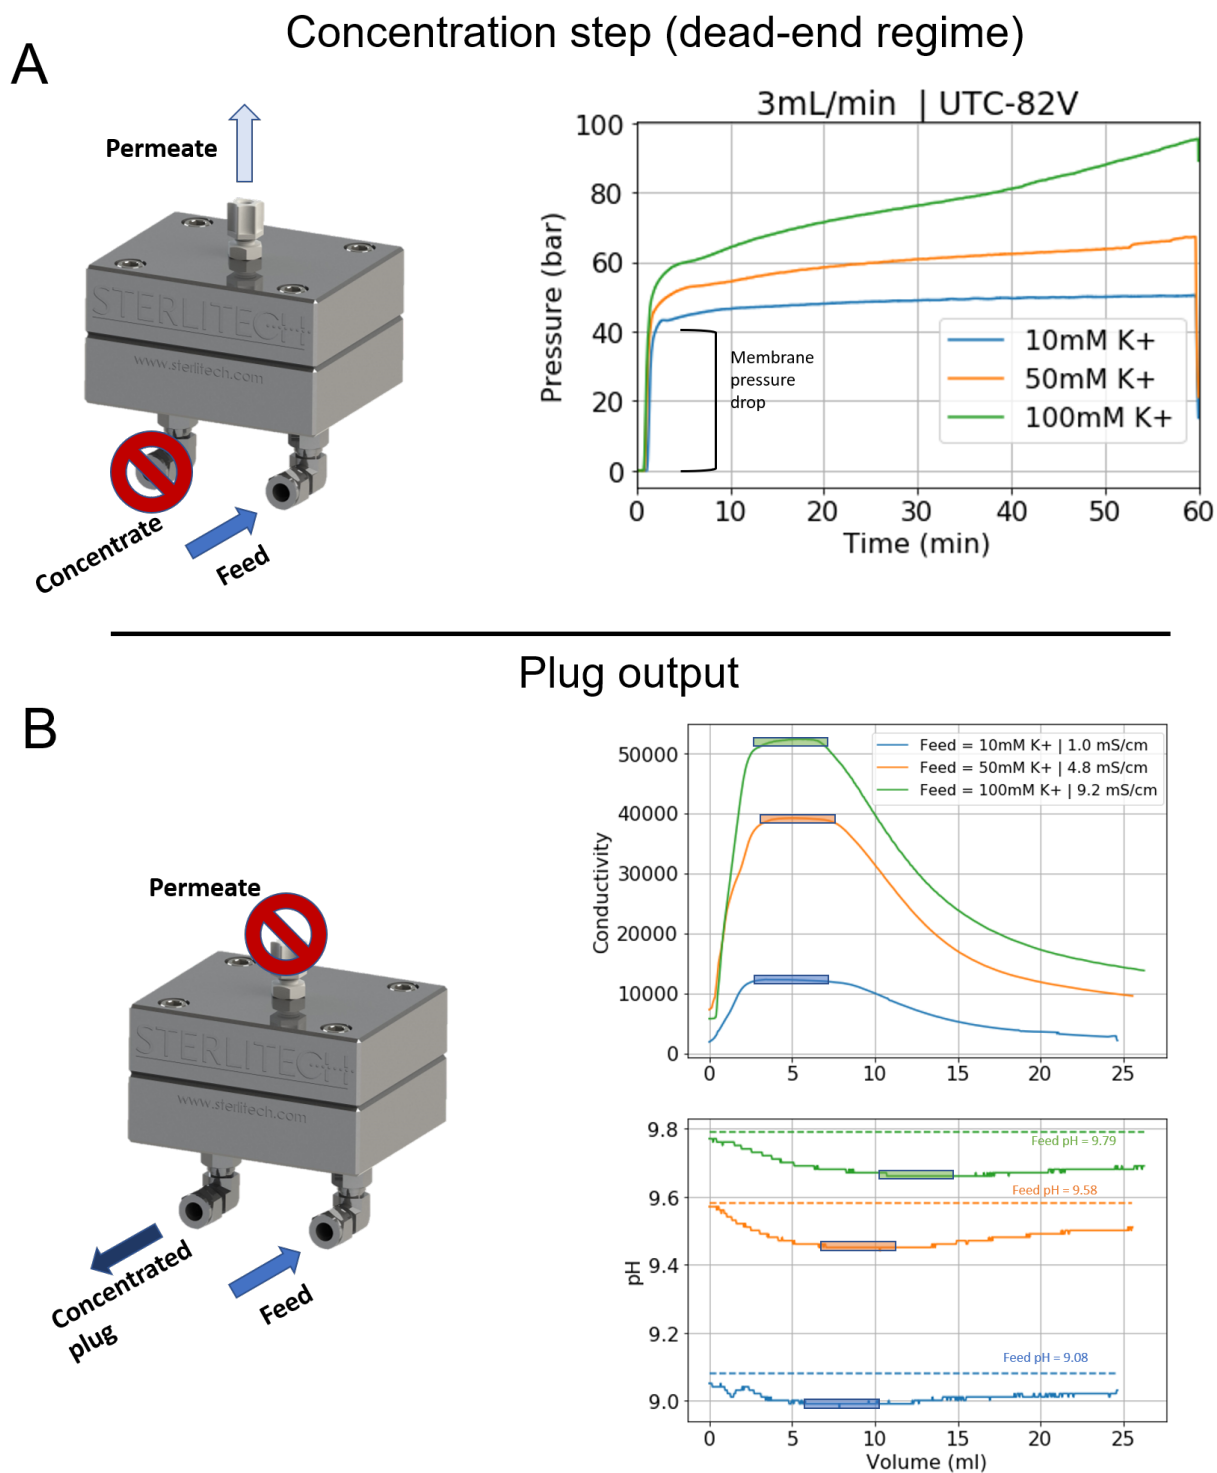 Concentration step (dead-end regime)
A
Permeate
STERLITECH
www.sterlitech.com
Concentrate
Feed
3mL/min | UTC-82V
Pressure (bar)
100
80
60
40
20
0
Membrane
pressure
drop
10mM K+
50mM K+
100mM K+
0 10 20 30 40 50 60
Time (min)
Plug output
B
Permeate
STERLITECH
www.sterlitech.com
Concentrated
plug
Feed
Conductivity
50000
40000
30000
20000
10000
0
Feed = 10mM K+ | 1.0 mS/cm
Feed = 50mM K+ | 4.8 mS/cm
Feed = 100mM K+ | 9.2 mS/cm
0 5 10 15 20 25
pH
9.8
9.6
9.4
9.2
9.0
Feed pH = 9.79
Feed pH = 9.58
Feed pH = 9.08
0 5 10 15 20 25
Volume (ml)